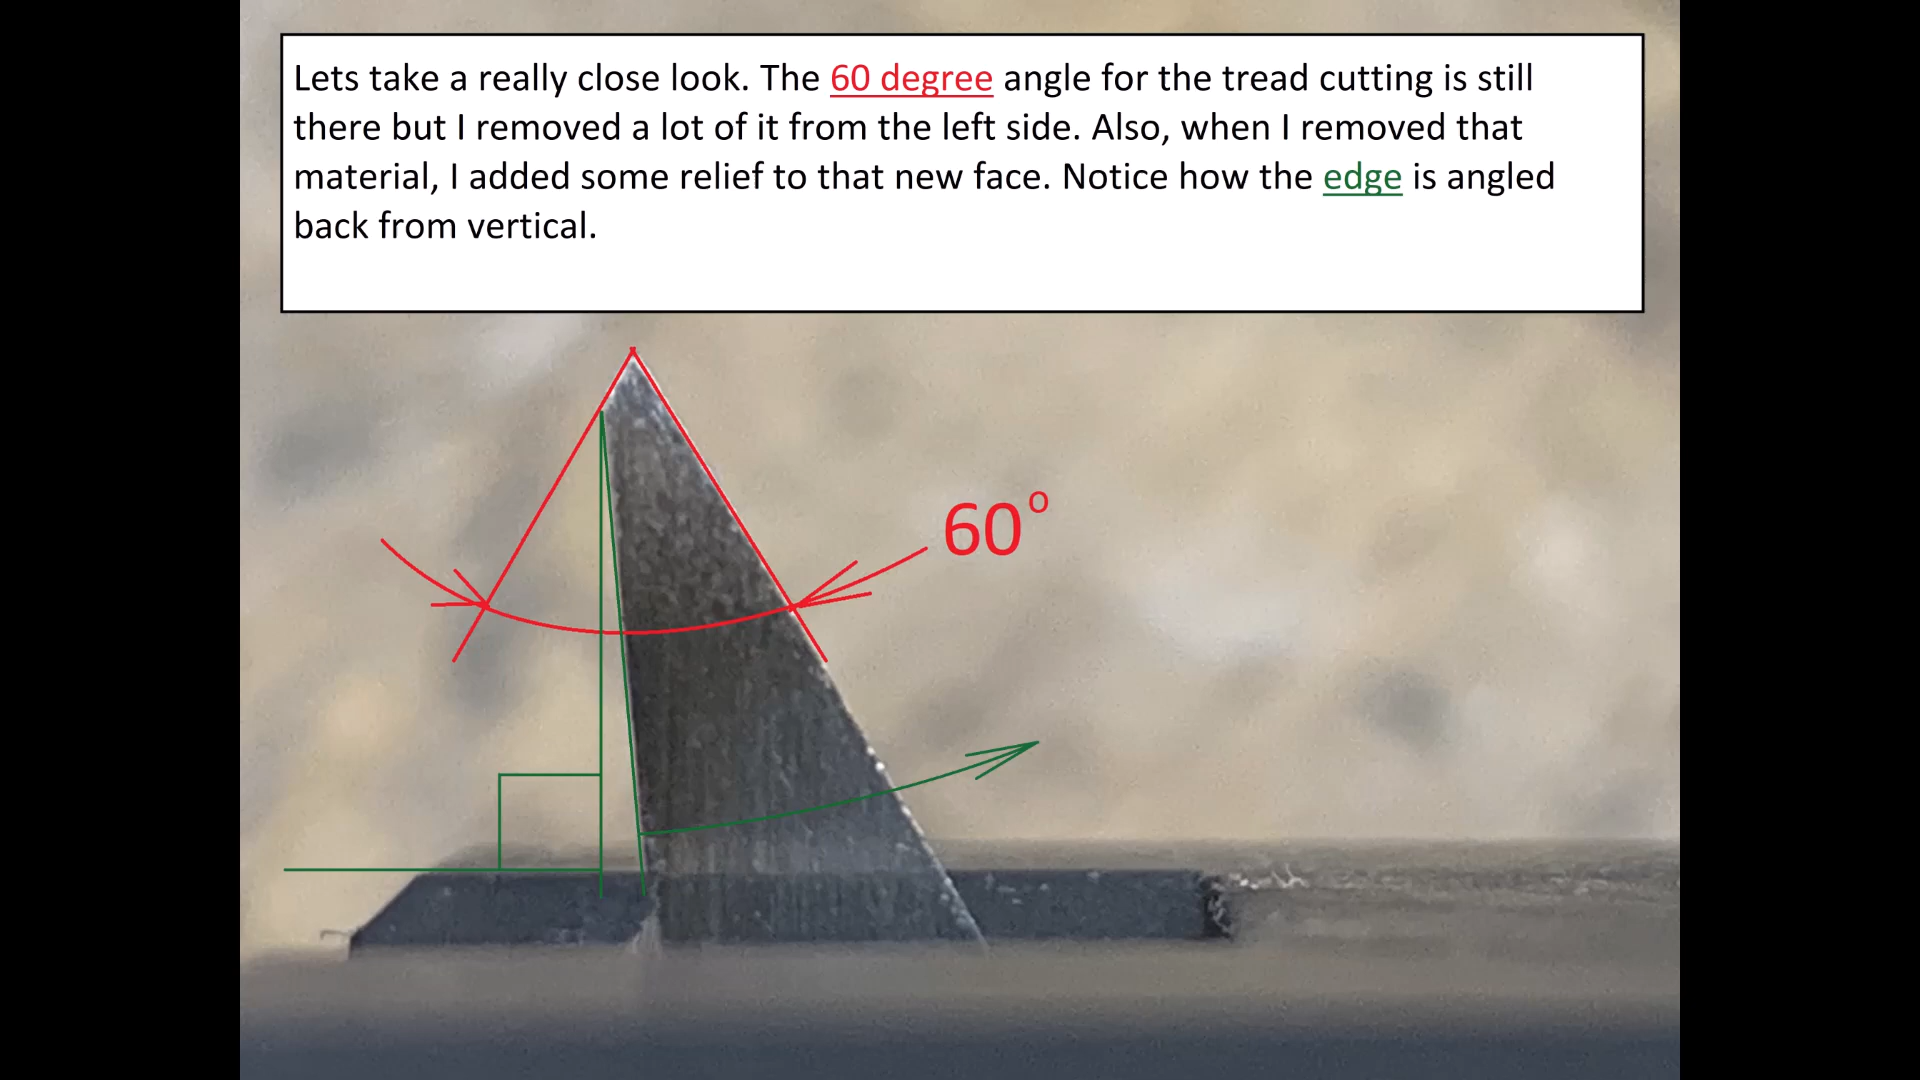 Lets take a really close look. The 60 degree angle for the tread cutting is still
there but I removed a lot of it from the left side. Also, when I removed that
material, I added some relief to that new face. Notice how the edge is angled
back from vertical.
60°